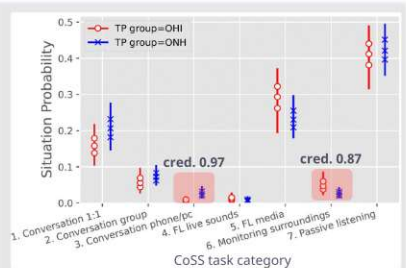 TP group=OHI
TP group=ONH
0.5
0.4
0.3
0.2
0.1
0.0
Situation Probability
cred. 0.97
cred. 0.87
1. Conversation 1:1
2. Conversation group
3. Conversation phone/pc
4. FL live sounds
5. FL media
6. Monitoring surroundings
7. Passive listening
CoSS task category